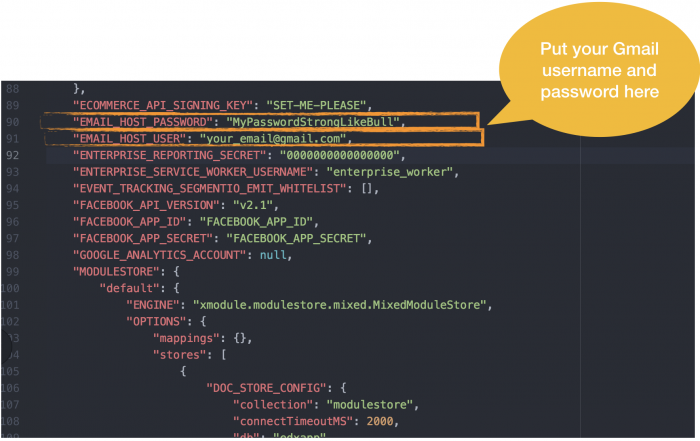 Put your Gmail
username and
password here
88 },
89 "ECOMMERCE_API_SIGNING_KEY": "SET-ME-PLEASE",
90 "EMAIL_HOST_PASSWORD": "MyPasswordStrongLikeBull",
91 "EMAIL_HOST_USER": "your_email@gmail.com",
92 "ENTERPRISE_REPORTING_SECRET": "0000000000000000",
93 "ENTERPRISE_SERVICE_WORKER_USERNAME": "enterprise_worker",
94 "EVENT_TRACKING_SEGMENTIO_EMIT_WHITELIST": [],
95 "FACEBOOK_API_VERSION": "v2.1",
96 "FACEBOOK_APP_ID": "FACEBOOK_APP_ID",
97 "FACEBOOK_APP_SECRET": "FACEBOOK_APP_SECRET",
98 "GOOGLE_ANALYTICS_ACCOUNT": null,
99 "MODULESTORE": {
100 "default": {
101 "ENGINE": "xmodule.modulestore.mixed.MixedModuleStore",
102 "OPTIONS": {
"mappings": {},
"stores": [
105 {
106 "DOC_STORE_CONFIG": {
107 "collection": "modulestore",
108 "connectTimeoutMS": 2000,
"db": "edxapp",